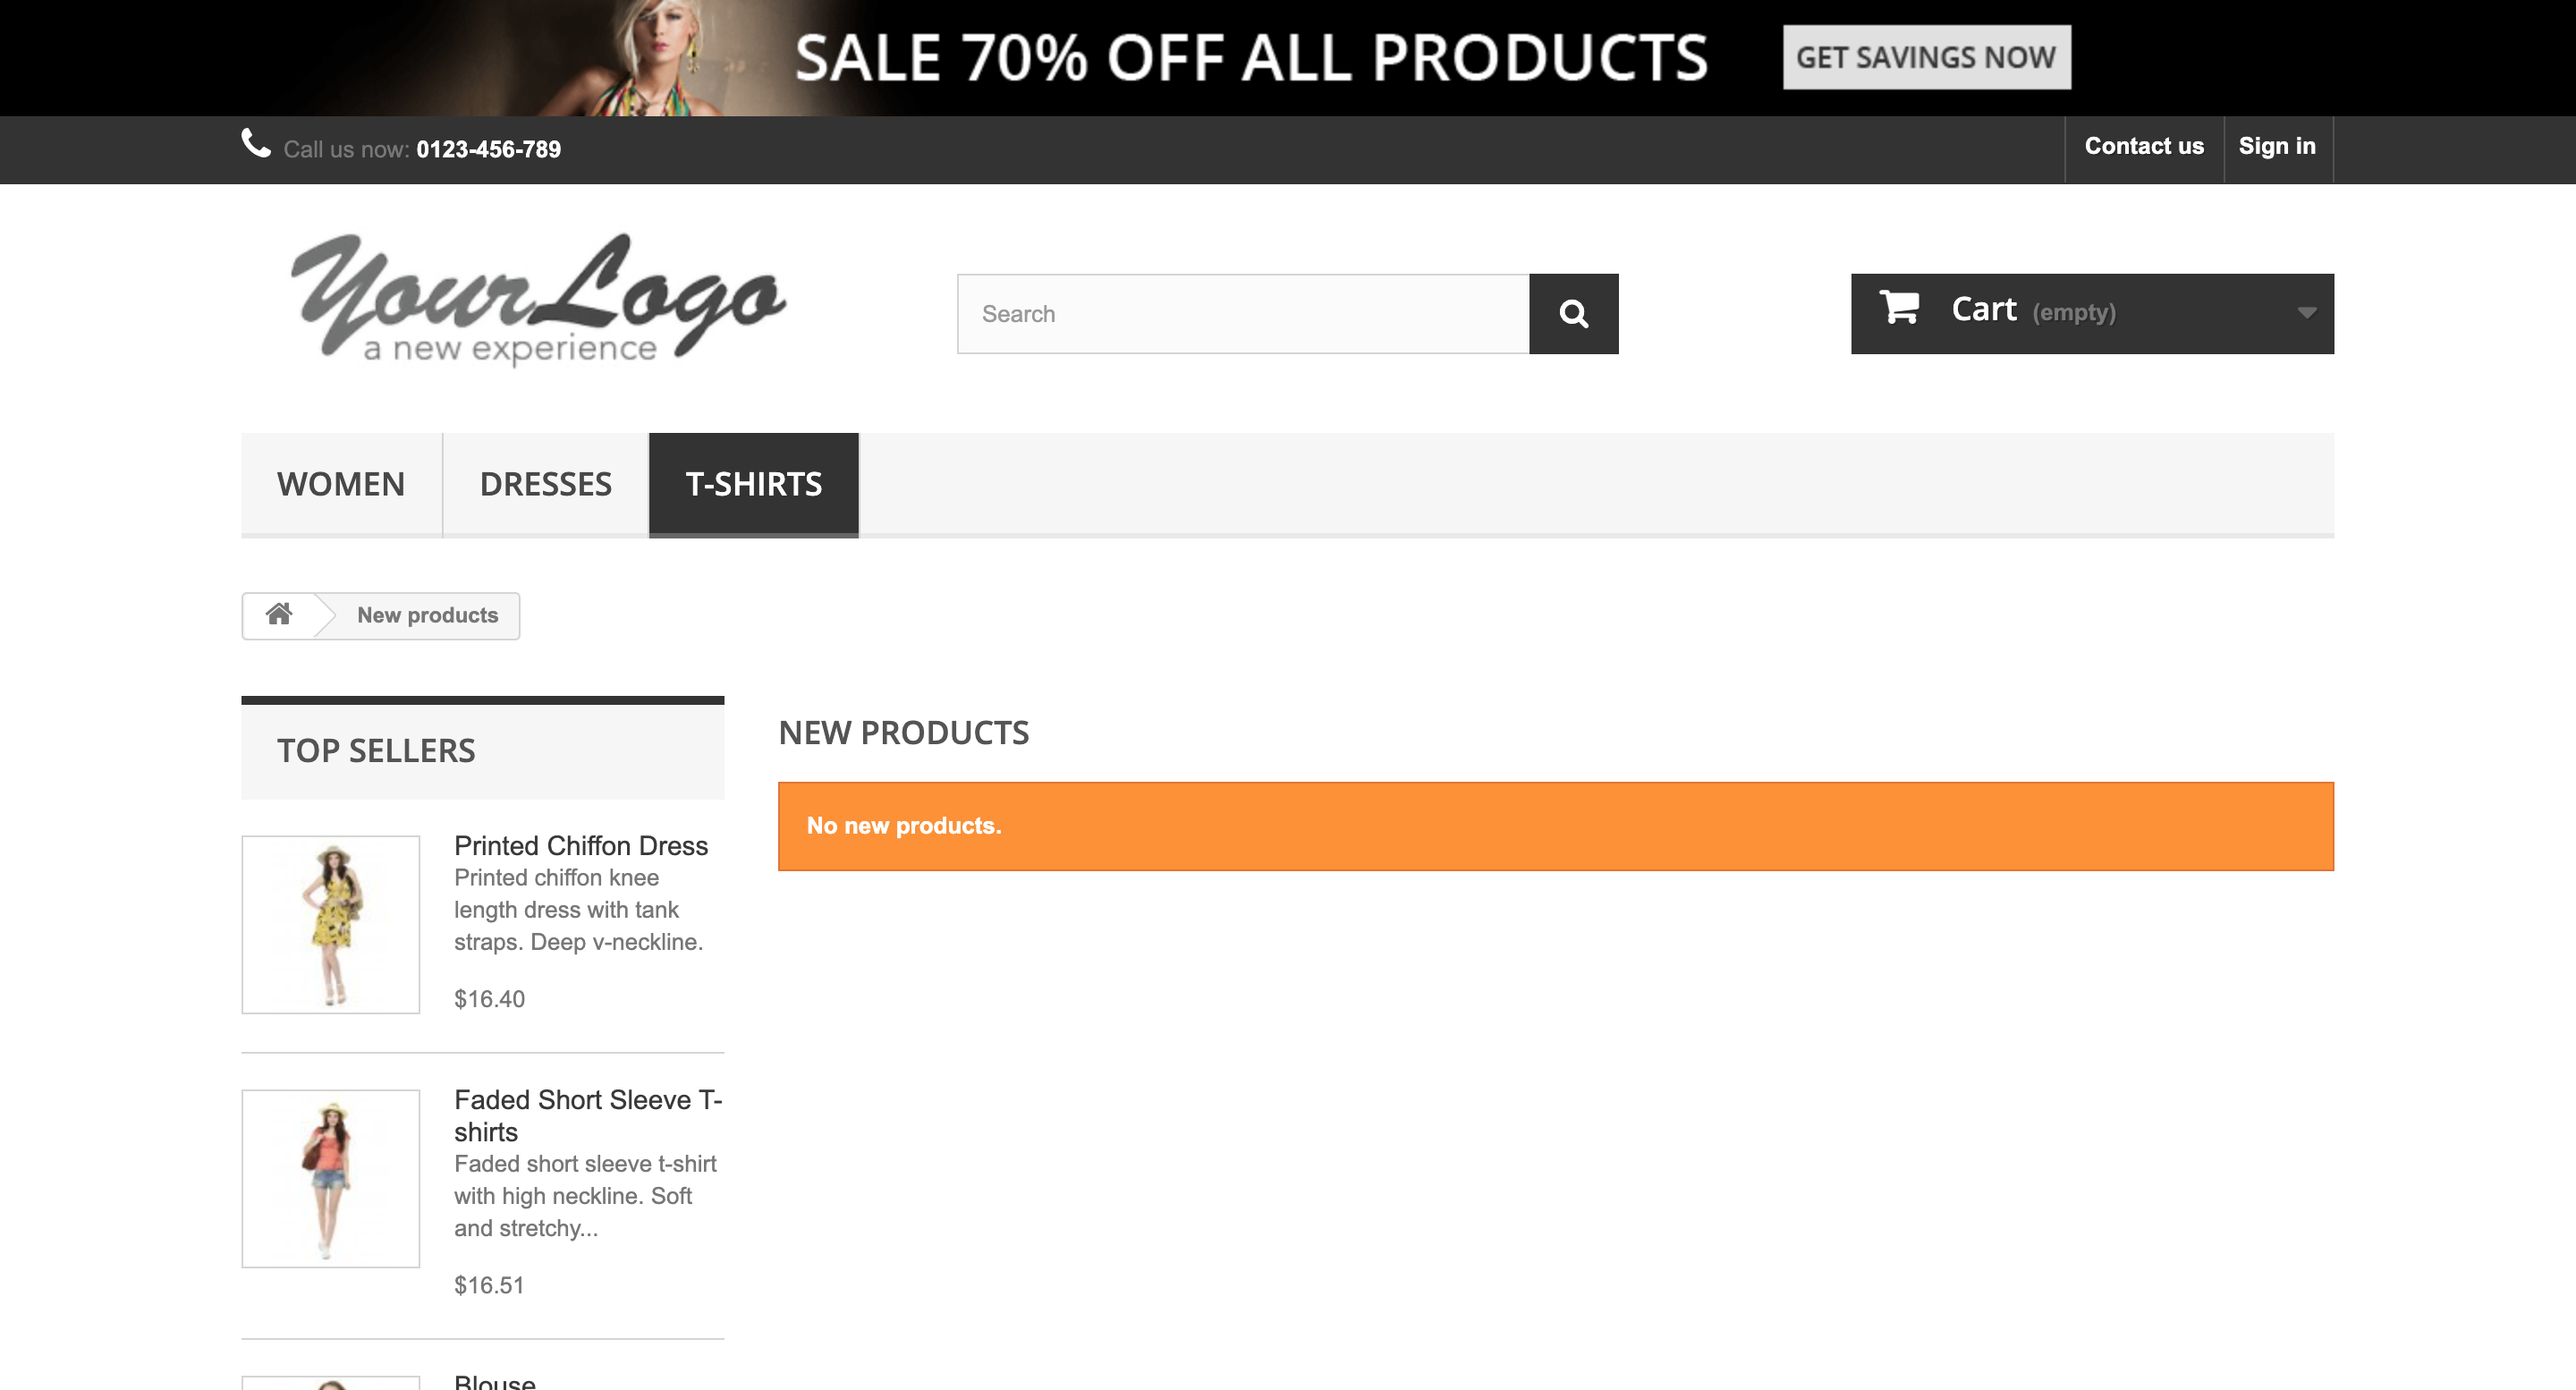 SALE 70% OFF ALL PRODUCTS
GET SAVINGS NOW
Call us now: 0123-456-789
Contact us
Sign in
YourLogo
a new experience
Search
Cart (empty)
WOMEN
DRESSES
T-SHIRTS
New products
TOP SELLERS
Printed Chiffon Dress
Printed chiffon knee
length dress with tank
straps. Deep v-neckline.
$16.40
Faded Short Sleeve T-
shirts
Faded short sleeve t-shirt
with high neckline. Soft
and stretchy...
$16.51
Blouse
NEW PRODUCTS
No new products.